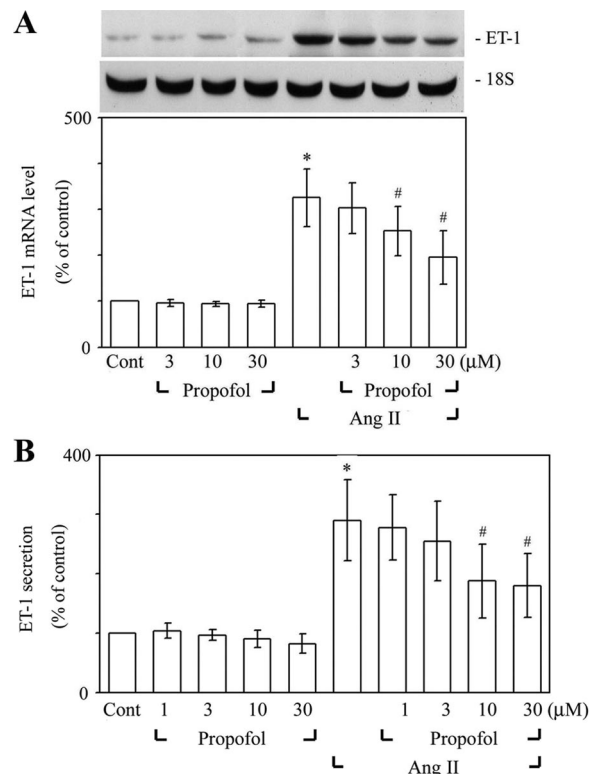 A
- ET-1
- 18S
500
*
#
#
ET-1 mRNA level
(% of control)
0
Cont 3 10 30 3 10 30 (μM)
Propofol Propofol
Ang II
B
400
*
#
#
ET-1 secretion
(% of control)
0
Cont 1 3 10 30 1 3 10 30 (μM)
Propofol Propofol
Ang II